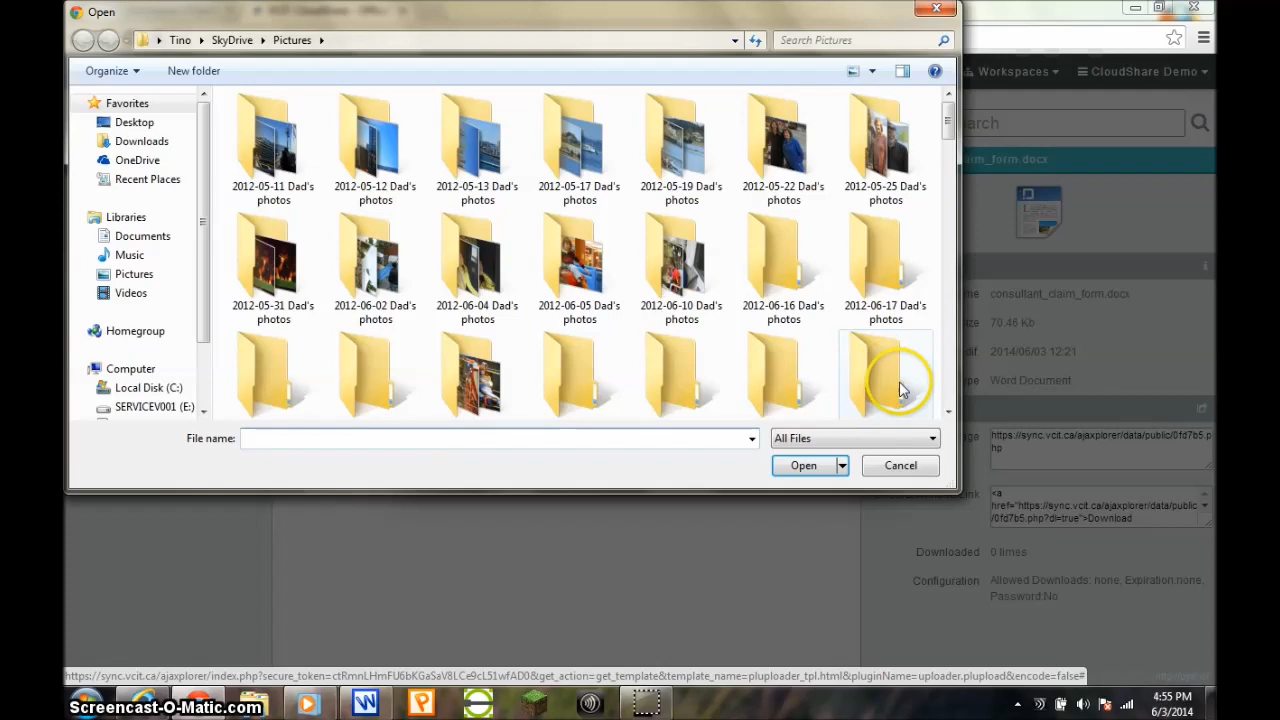 Open
Tino SkyDrive Pictures
Search Pictures
Organize
New folder
Workspaces
CloudShare Demo
Favorites
Desktop
Downloads
OneDrive
Recent Places
Libraries
Documents
Music
Pictures
Videos
Homegroup
Computer
Local Disk (C:)
SERVICEV001 (E:)
2012-05-11 Dad's
photos
2012-05-12 Dad's
photos
2012-05-13 Dad's
photos
2012-05-17 Dad's
photos
2012-05-19 Dad's
photos
2012-05-22 Dad's
photos
2012-05-25 Dad's
photos
2012-05-31 Dad's
photos
2012-06-02 Dad's
photos
2012-06-04 Dad's
photos
2012-06-05 Dad's
photos
2012-06-10 Dad's
photos
2012-06-16 Dad's
photos
2012-06-17 Dad's
photos
File name:
All Files
Open
Cancel
earch
im_form.docx
me consultant_claim_form.docx
ize 70.46 Kb
dif. 2014/06/03 12:21
pe Word Document
https://sync.vcit.ca/ajaxplorer/data/public/0fd7b5.p
hp
Link
<a
href="https://sync.vcit.ca/ajaxplorer/data/public
/0fd7b5.php?dl=true">Download
Downloaded 0 times
Configuration Allowed Downloads: none, Expiration:none,
Password:No
https://sync.vcit.ca/ajaxplorer/index.php?secure_token=ctRmnLHmFU6bKGaSaV8LCe9cL51wfAD0&get_action=get_template&template_name=pluploader_tpl.html&pluginName=uploader.plupload&encode=false#
Screencast-O-Matic.com
4:55 PM
6/3/2014